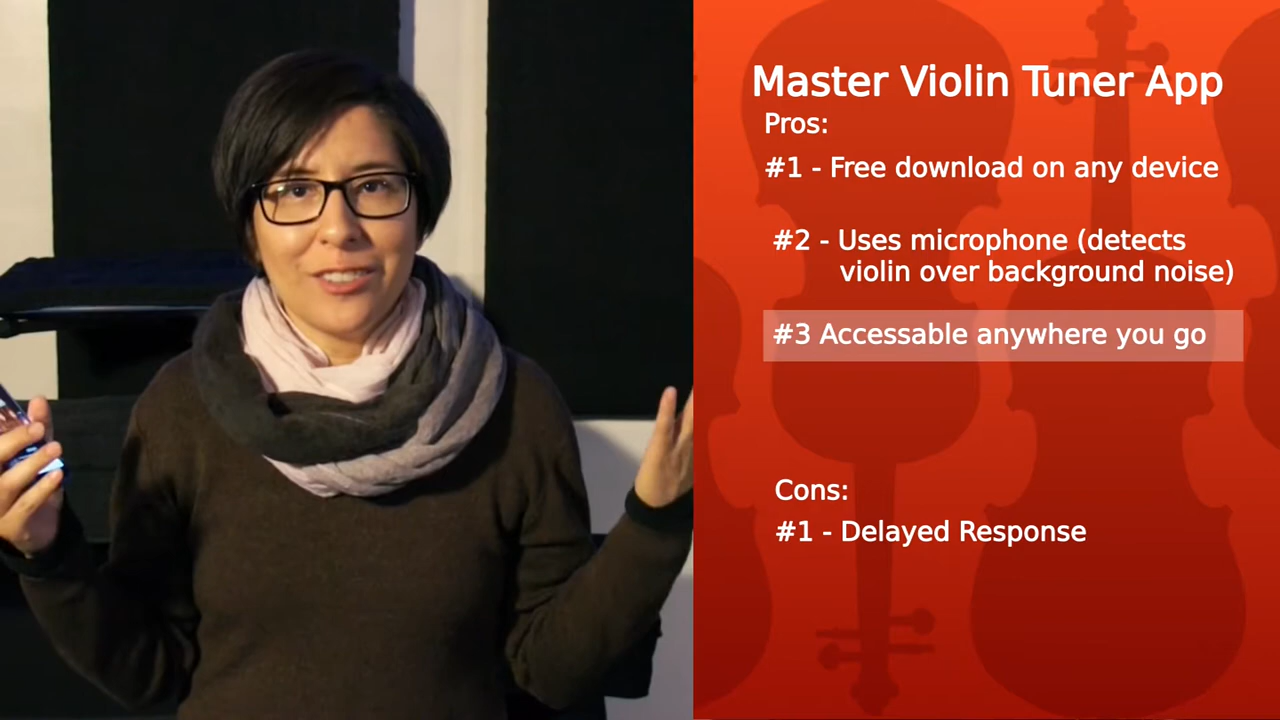 Master Violin Tuner App
Pros:
#1 - Free download on any device
#2 - Uses microphone (detects
violin over background noise)
#3 Accessable anywhere you go
Cons:
#1 - Delayed Response